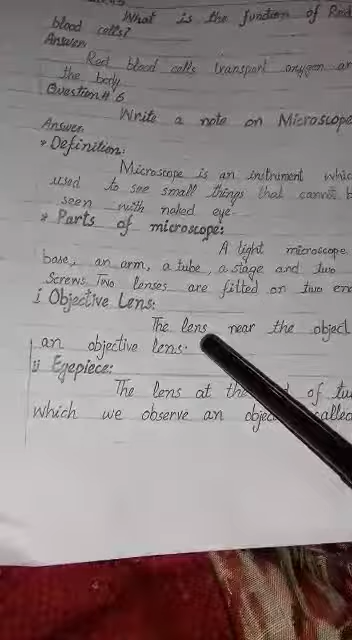 What is the function of Red
blood cells?
Answer:
Red blood cells transport oxygen
the body
Question # 6
Write a note on Microscope
Answer:
* Definition:
Microscope is an instrument
used to see small things that cannot
seen with naked eye.
* Parts of microscope:
A light microscope
base, an arm, a tube, a stage and two
Screws. Two lenses are fitted on two
i Objective Lens:
The lens near the object
an objective lens.
ii Eyepiece:
The lens at the of
which we observe an